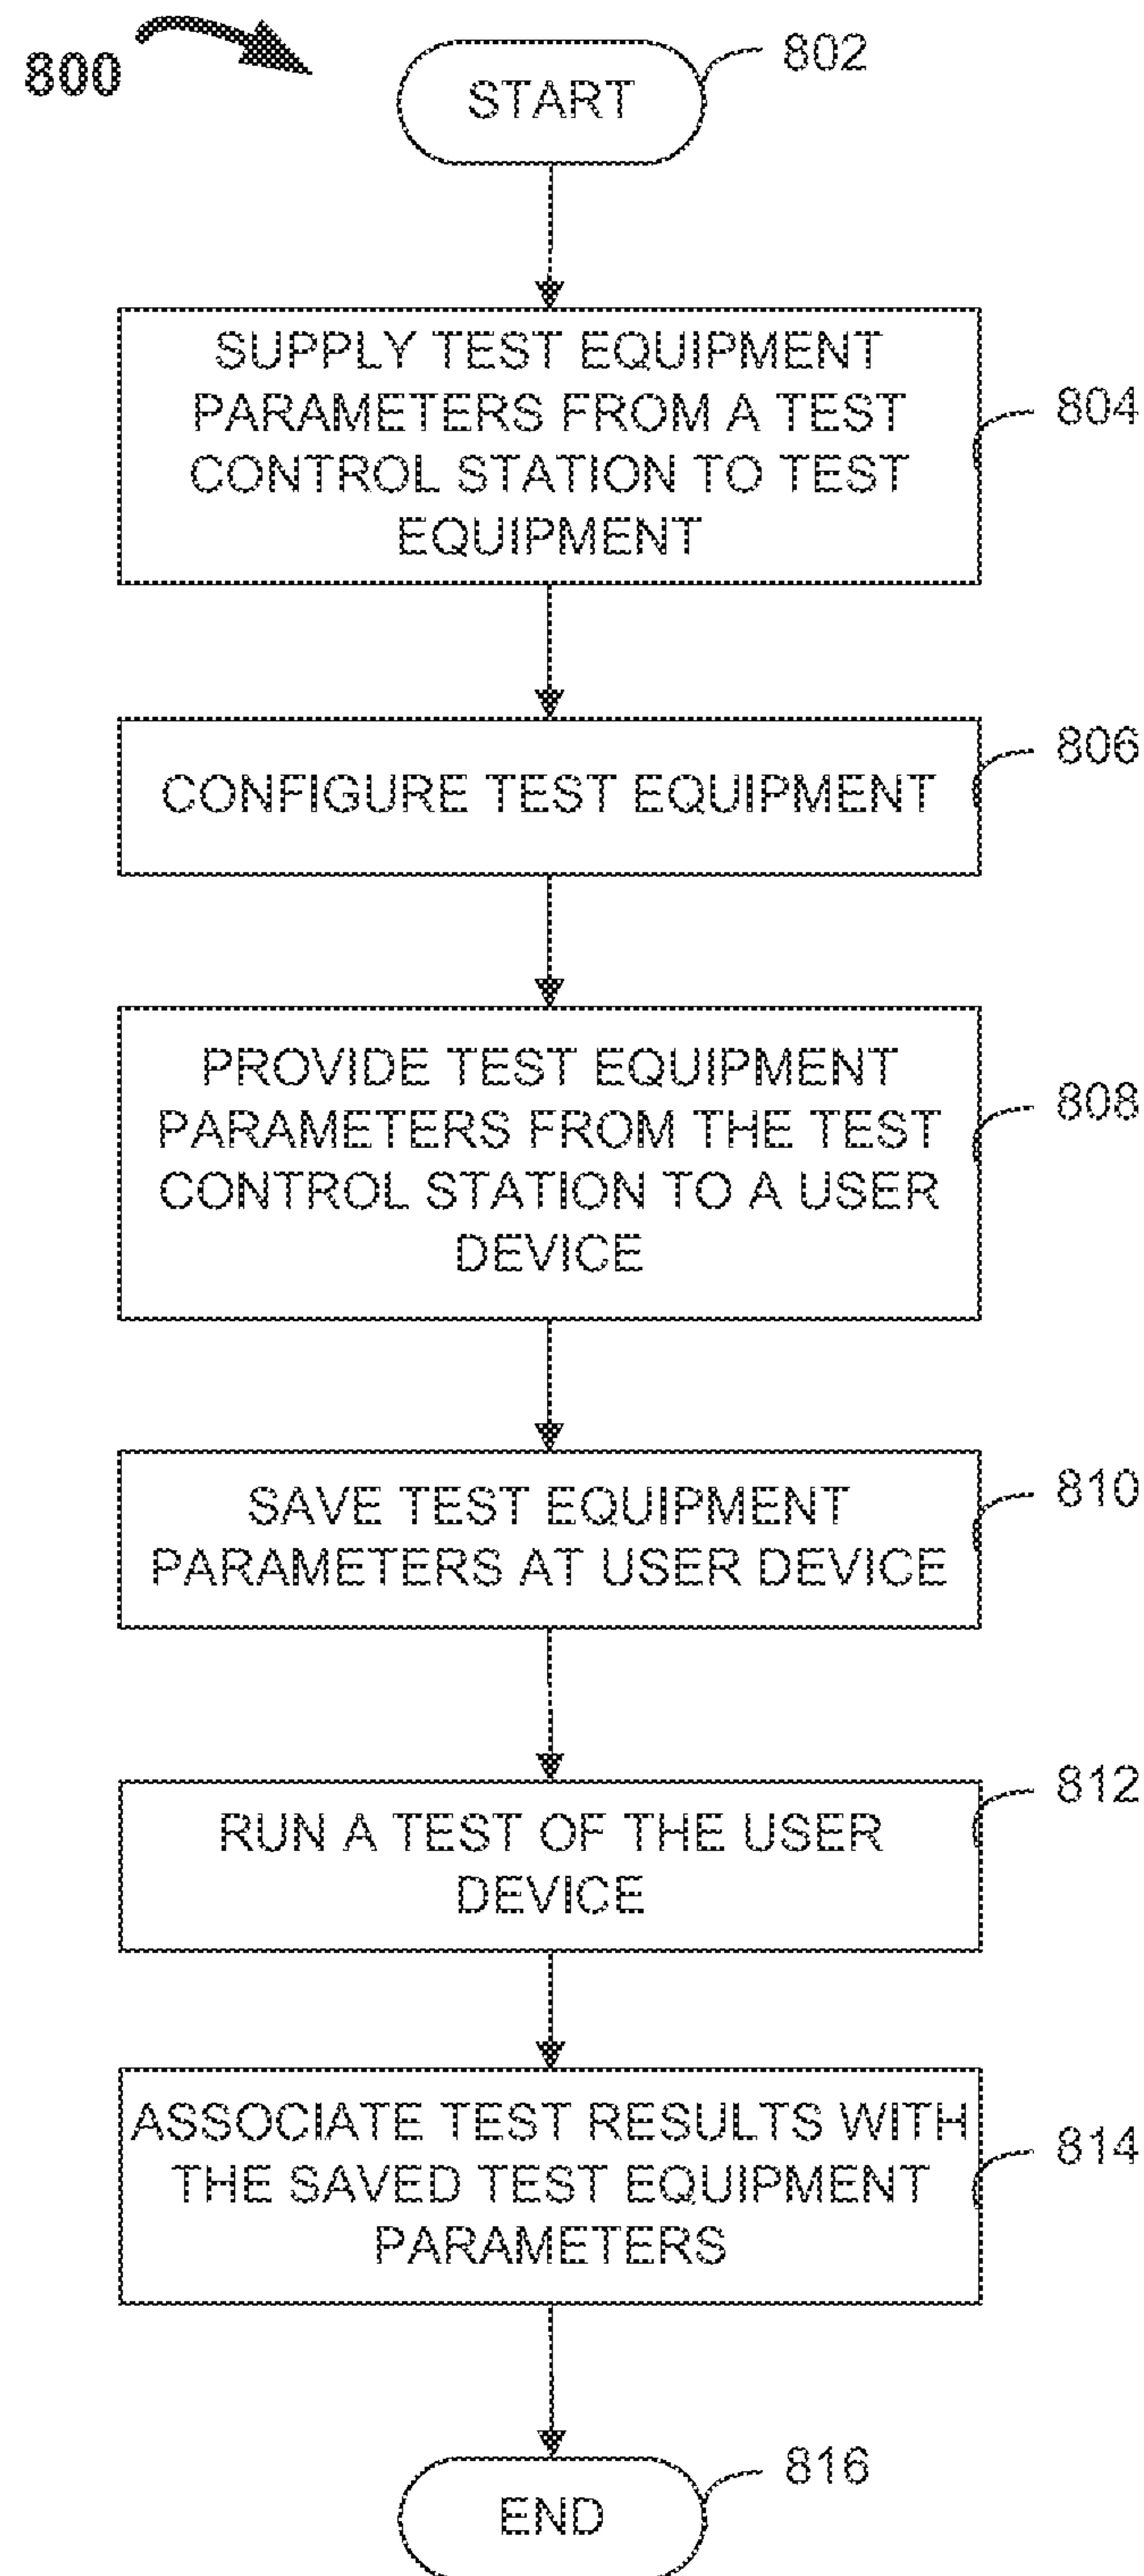 800
START
802
SUPPLY TEST EQUIPMENT
PARAMETERS FROM A TEST
CONTROL STATION TO TEST
EQUIPMENT
804
CONFIGURE TEST EQUIPMENT
806
PROVIDE TEST EQUIPMENT
PARAMETERS FROM THE TEST
CONTROL STATION TO A USER
DEVICE
808
SAVE TEST EQUIPMENT
PARAMETERS AT USER DEVICE
810
RUN A TEST OF THE USER
DEVICE
812
ASSOCIATE TEST RESULTS WITH
THE SAVED TEST EQUIPMENT
PARAMETERS
814
END
816